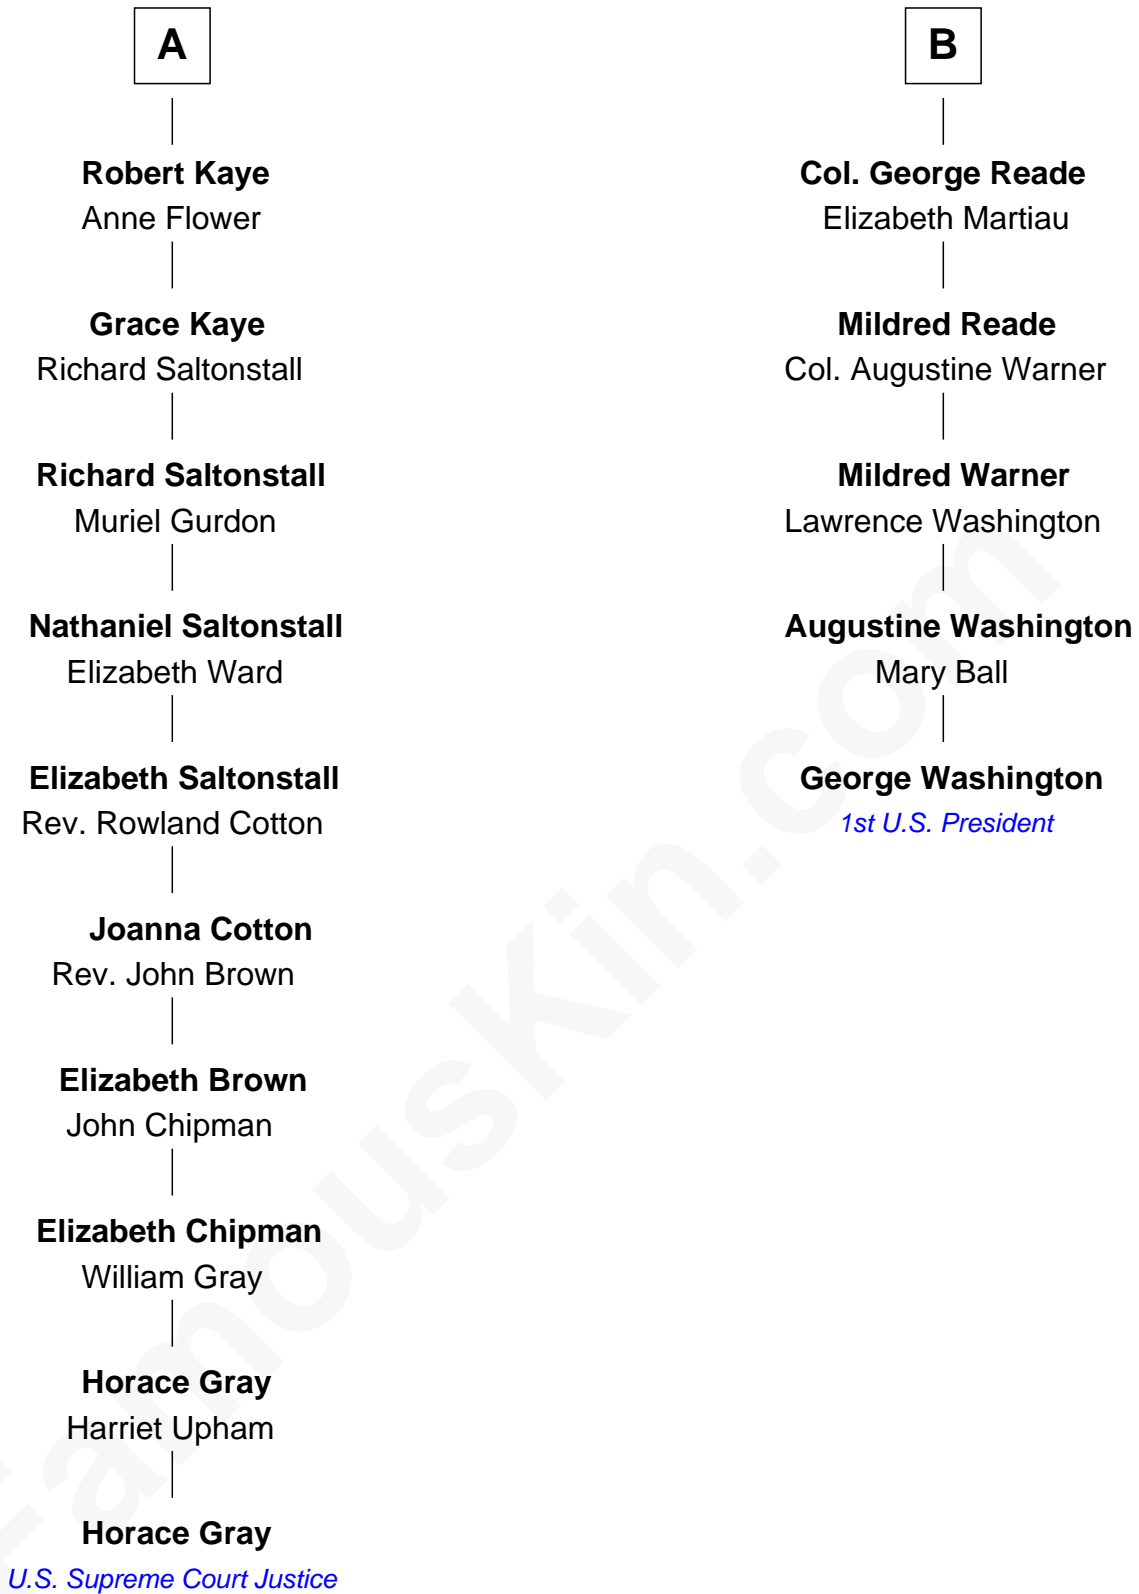 A
Robert Kaye
Anne Flower
Grace Kaye
Richard Saltonstall
Richard Saltonstall
Muriel Gurdon
Nathaniel Saltonstall
Elizabeth Ward
Elizabeth Saltonstall
Rev. Rowland Cotton
Joanna Cotton
Rev. John Brown
Elizabeth Brown
John Chipman
Elizabeth Chipman
William Gray
Horace Gray
Harriet Upham
Horace Gray
U.S. Supreme Court Justice
B
Col. George Reade
Elizabeth Martiau
Mildred Reade
Col. Augustine Warner
Mildred Warner
Lawrence Washington
Augustine Washington
Mary Ball
George Washington
1st U.S. President
FamousKin.com